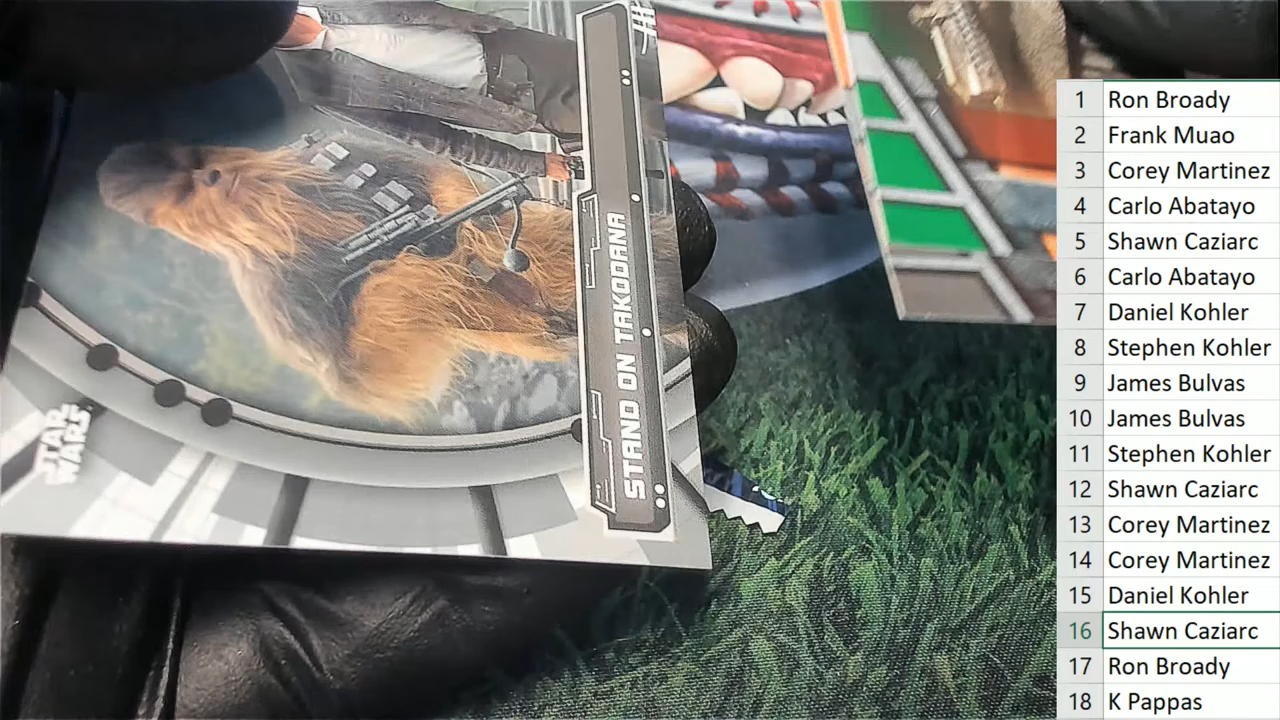 STAR
WARS
STAND ON TAKODANA
1 Ron Broady
2 Frank Muao
3 Corey Martinez
4 Carlo Abatayo
5 Shawn Caziarc
6 Carlo Abatayo
7 Daniel Kohler
8 Stephen Kohler
9 James Bulvas
10 James Bulvas
11 Stephen Kohler
12 Shawn Caziarc
13 Corey Martinez
14 Corey Martinez
15 Daniel Kohler
16 Shawn Caziarc
17 Ron Broady
18 K Pappas